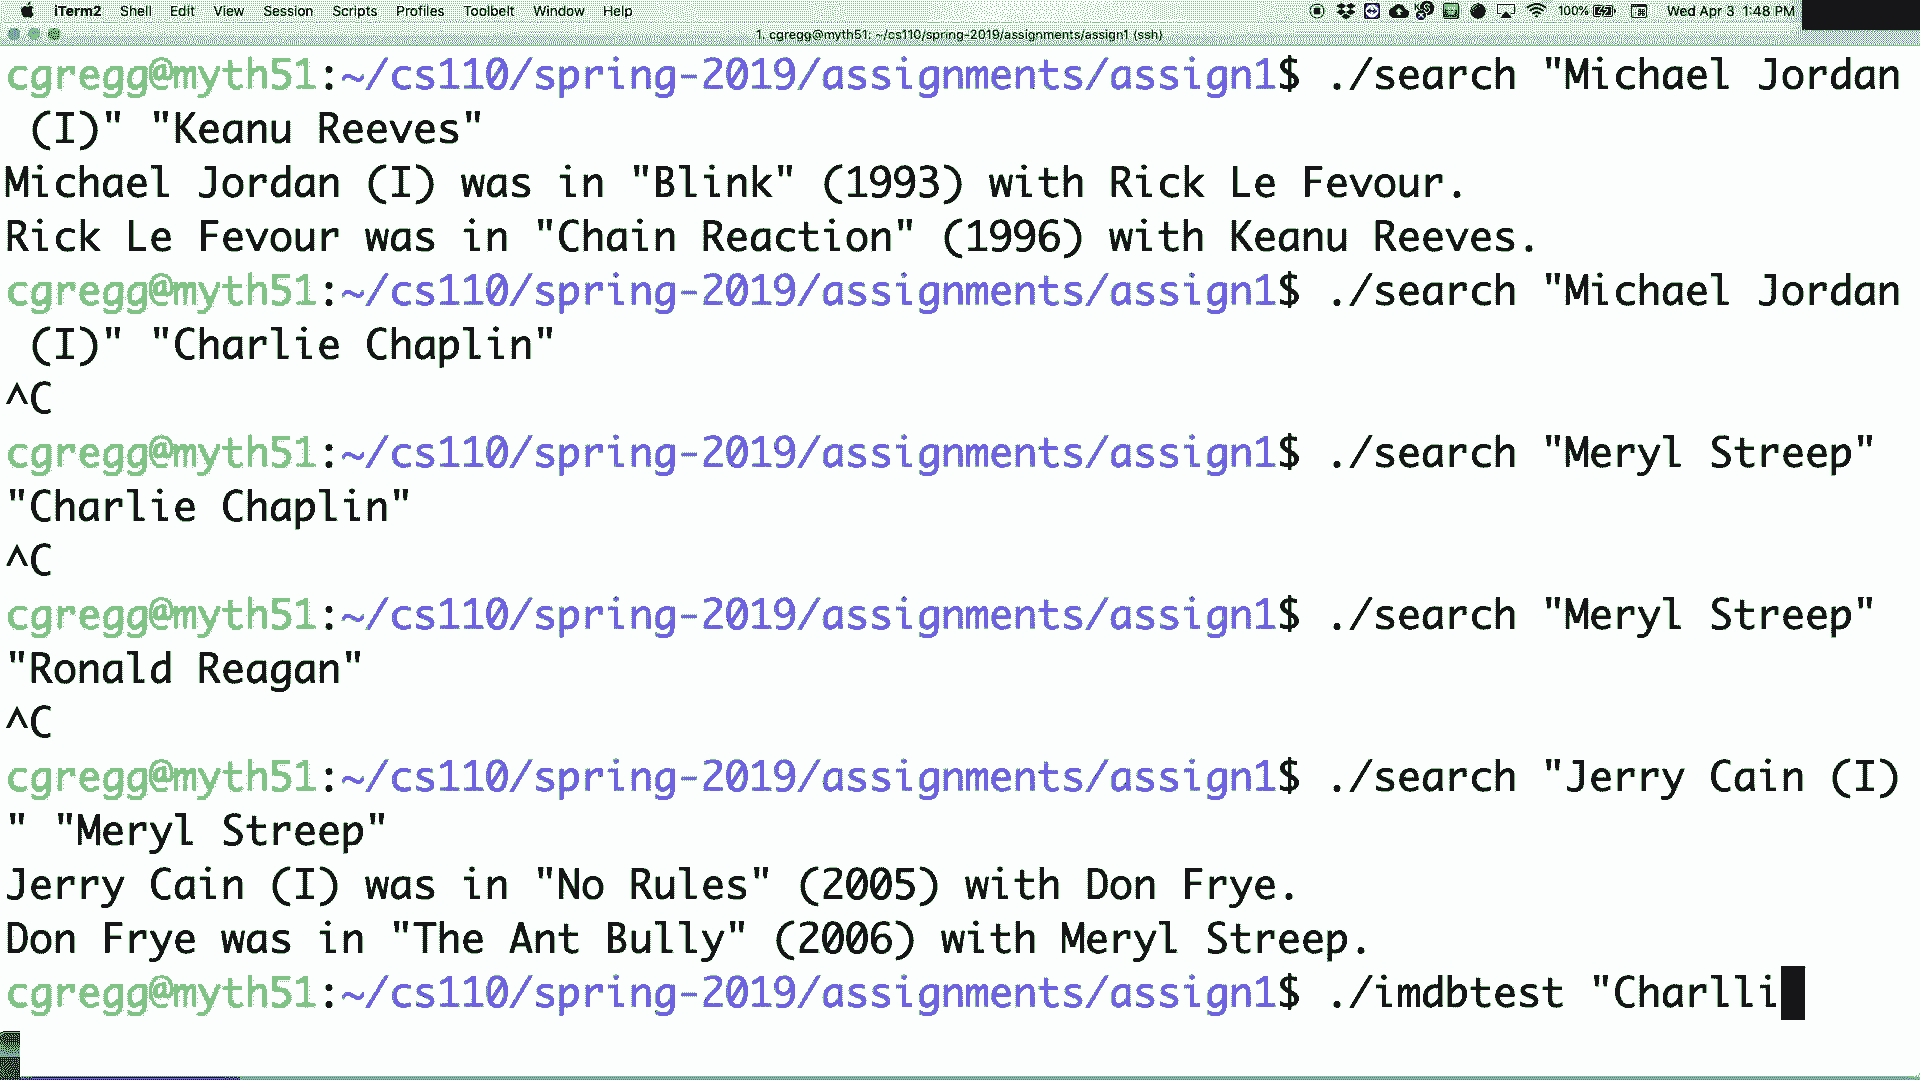 iTerm2 Shell Edit View Session Scripts Profiles Toolbelt Window Help 100% Wed Apr 3 1:48 PM
1. cgregg@myth51: ~/cs110/spring-2019/assignments/assign1 (ssh)
cgregg@myth51:~/cs110/spring-2019/assignments/assign1$ ./search "Michael Jordan
(I)" "Keanu Reeves"
Michael Jordan (I) was in "Blink" (1993) with Rick Le Fevour.
Rick Le Fevour was in "Chain Reaction" (1996) with Keanu Reeves.
cgregg@myth51:~/cs110/spring-2019/assignments/assign1$ ./search "Michael Jordan
(I)" "Charlie Chaplin"
^C
cgregg@myth51:~/cs110/spring-2019/assignments/assign1$ ./search "Meryl Streep"
"Charlie Chaplin"
^C
cgregg@myth51:~/cs110/spring-2019/assignments/assign1$ ./search "Meryl Streep"
"Ronald Reagan"
^C
cgregg@myth51:~/cs110/spring-2019/assignments/assign1$ ./search "Jerry Cain (I)
" "Meryl Streep"
Jerry Cain (I) was in "No Rules" (2005) with Don Frye.
Don Frye was in "The Ant Bully" (2006) with Meryl Streep.
cgregg@myth51:~/cs110/spring-2019/assignments/assign1$ ./imdbtest "Charlli